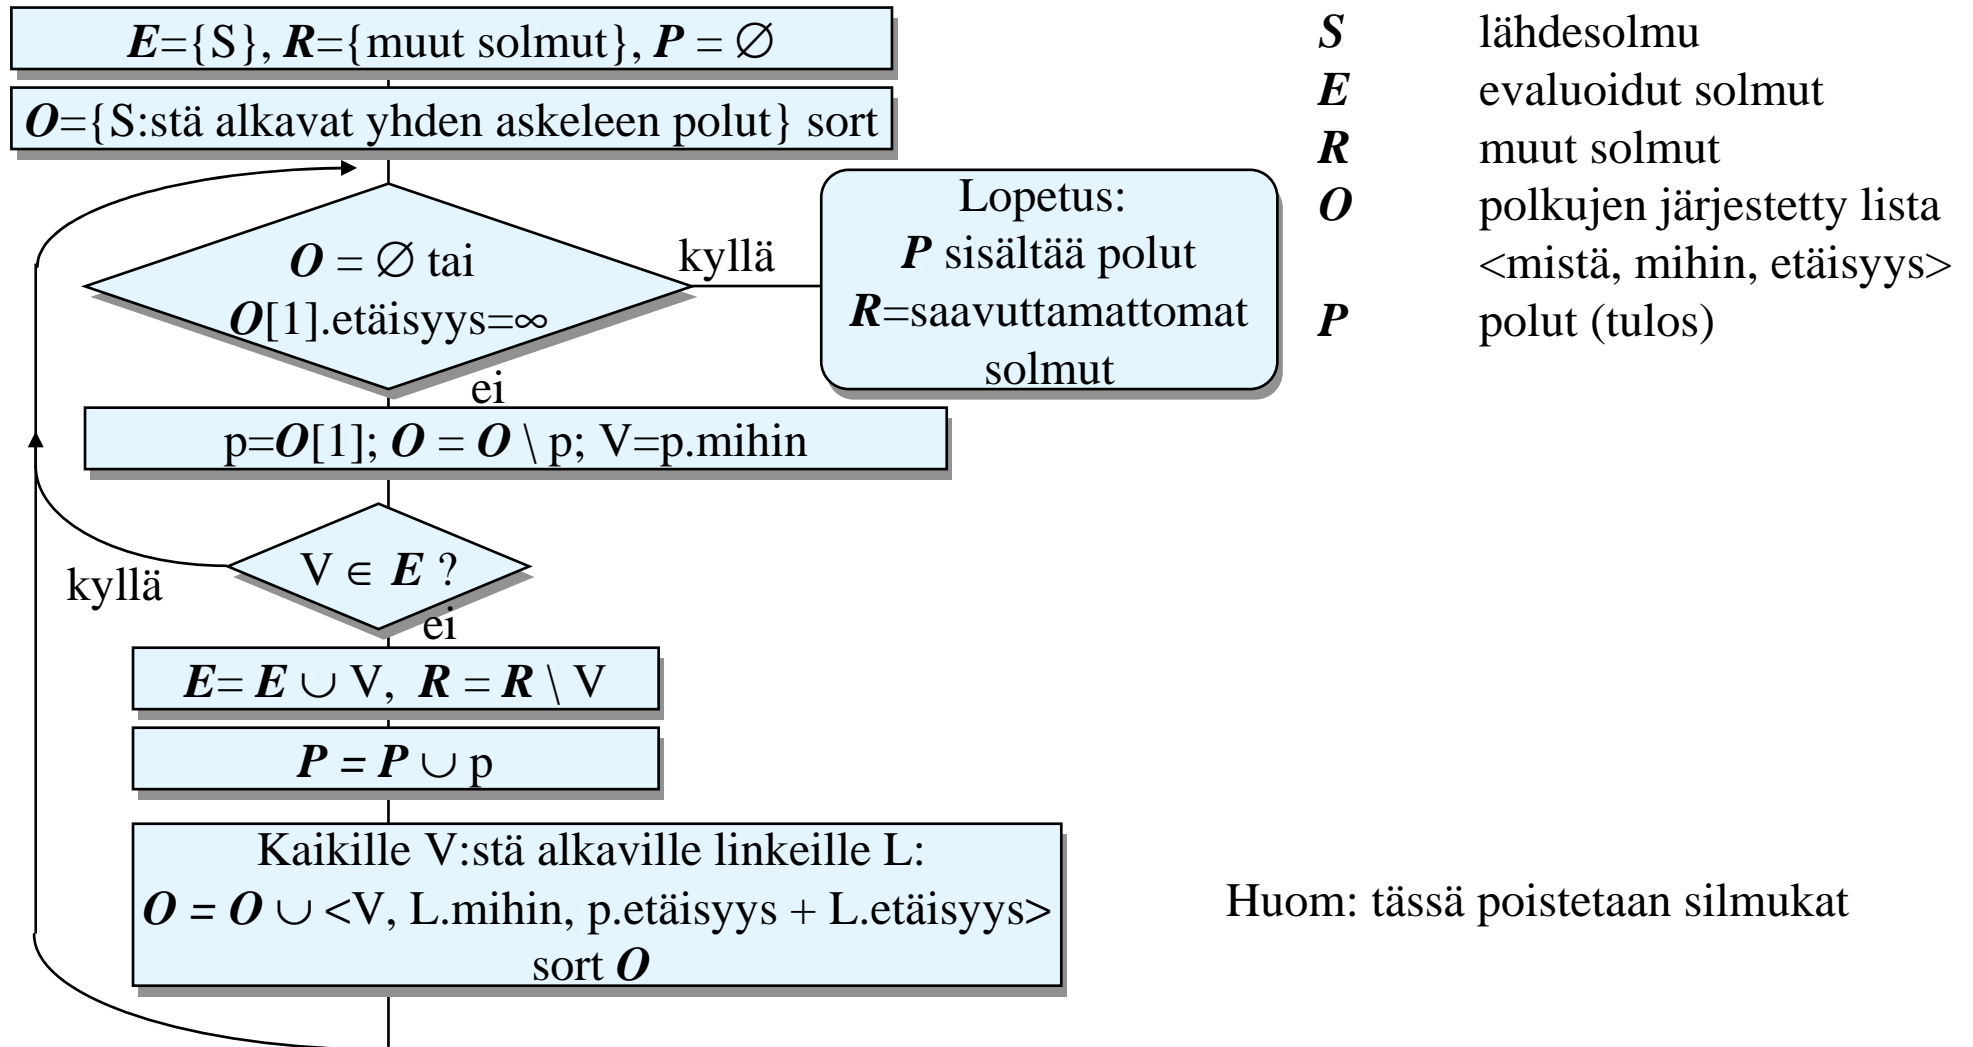 E={S}, R={muut solmut}, P = ∅
O={S:stä alkavat yhden askeleen polut} sort
O = ∅ tai
O[1].etäisyys=∞
kyllä
Lopetus:
P sisältää polut
R=saavuttamattomat
solmut
ei
p=O[1]; O = O \ p; V=p.mihin
V ∈ E ?
kyllä
ei
E= E ∪ V, R = R \ V
P = P ∪ p
Kaikille V:stä alkaville linkeille L:
O = O ∪ <V, L.mihin, p.etäisyys + L.etäisyys>
sort O
S lähdesolmu
E evaluoidut solmut
R muut solmut
O polkujen järjestetty lista
<mistä, mihin, etäisyys>
P polut (tulos)
Huom: tässä poistetaan silmukat